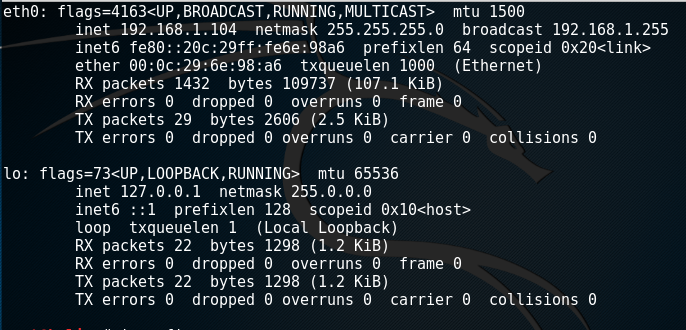 eth0: flags=4163<UP,BROADCAST,RUNNING,MULTICAST>  mtu 1500
        inet 192.168.1.104  netmask 255.255.255.0  broadcast 192.168.1.255
        inet6 fe80::20c:29ff:fe6e:98a6  prefixlen 64  scopeid 0x20<link>
        ether 00:0c:29:6e:98:a6  txqueuelen 1000  (Ethernet)
        RX packets 1432  bytes 109737 (107.1 KiB)
        RX errors 0  dropped 0  overruns 0  frame 0
        TX packets 29  bytes 2606 (2.5 KiB)
        TX errors 0  dropped 0 overruns 0  carrier 0  collisions 0

lo: flags=73<UP,LOOPBACK,RUNNING>  mtu 65536
        inet 127.0.0.1  netmask 255.0.0.0
        inet6 ::1  prefixlen 128  scopeid 0x10<host>
        loop  txqueuelen 1  (Local Loopback)
        RX packets 22  bytes 1298 (1.2 KiB)
        RX errors 0  dropped 0  overruns 0  frame 0
        TX packets 22  bytes 1298 (1.2 KiB)
        TX errors 0  dropped 0 overruns 0  carrier 0  collisions 0